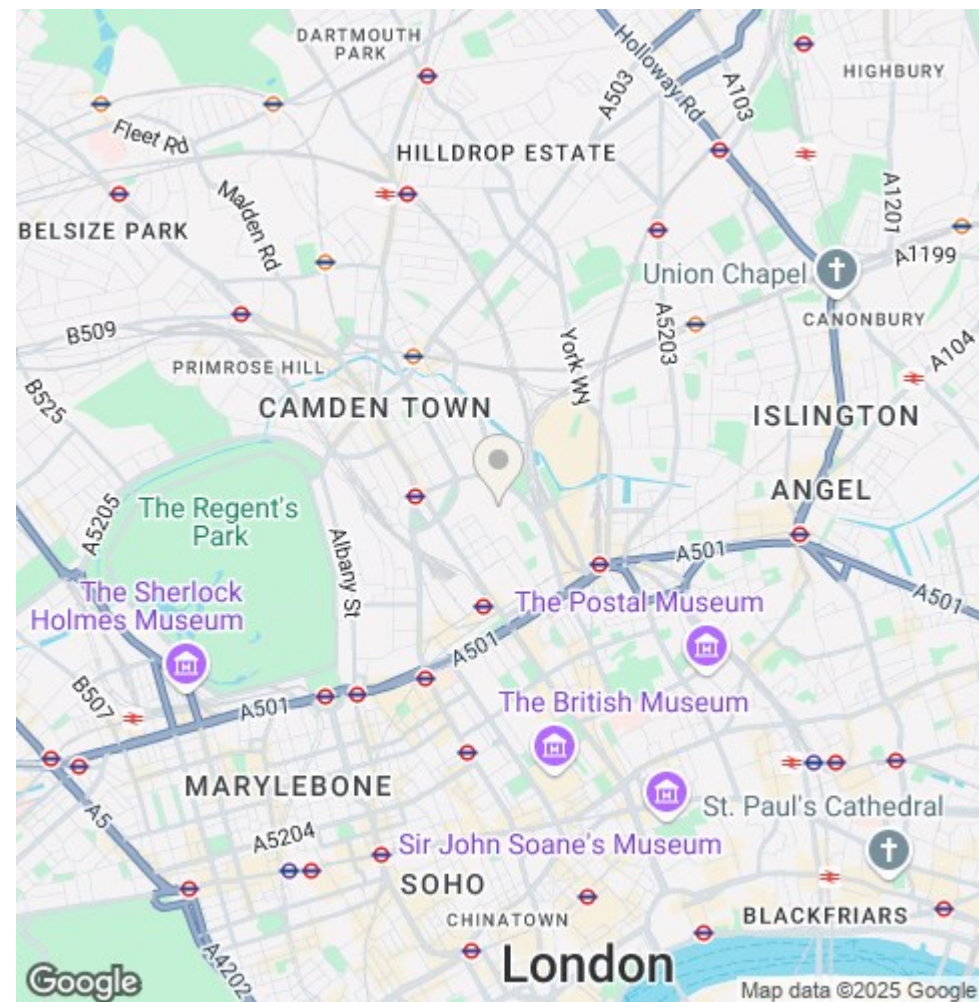 DARTMOUTH
PARK
Holloway Rd
A103
HIGHBURY
A503
Fleet Rd
HILLDROP ESTATE
Malden Rd
A1201
BELSIZE PARK
A1199
Union Chapel
B509
York Wy
A5203
CANONBURY
PRIMROSE HILL
A104
B525
CAMDEN TOWN
ISLINGTON
ANGEL
The Regent's
Park
A5205
Albany St
A501
A501
The Sherlock
Holmes Museum
The Postal Museum
A501
B507
A501
The British Museum
MARYLEBONE
St. Paul's Cathedral
A5
A5204
Sir John Soane's Museum
SOHO
CHINATOWN
BLACKFRIARS
A4202
London
Google
Map data ©2025 Google